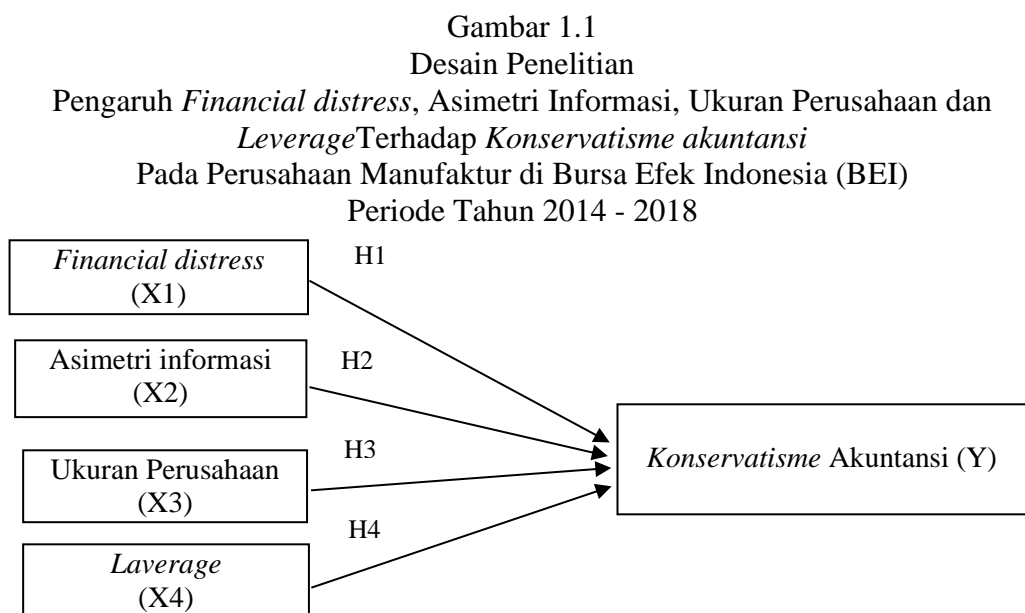 Gambar 1.1
Desain Penelitian
Pengaruh Financial distress, Asimetri Informasi, Ukuran Perusahaan dan
LeverageTerhadap Konservatisme akuntansi
Pada Perusahaan Manufaktur di Bursa Efek Indonesia (BEI)
Periode Tahun 2014 - 2018
Financial distress
(X1)
H1
Asimetri informasi
(X2)
H2
Ukuran Perusahaan
(X3)
H3
Laverage
(X4)
H4
Konservatisme Akuntansi (Y)